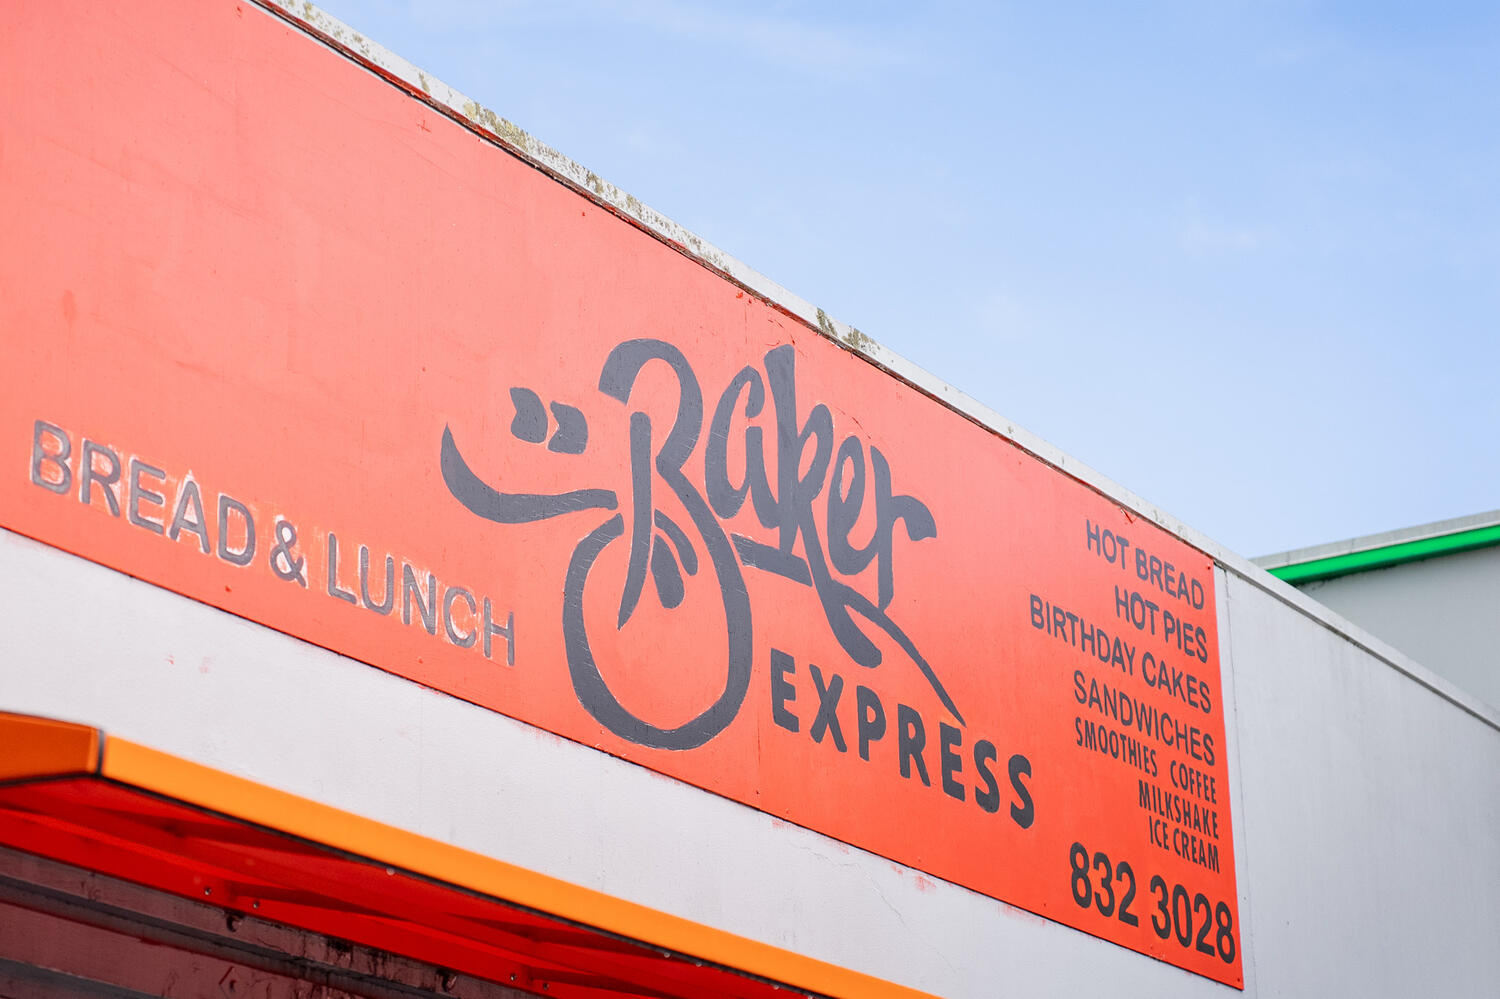 BREAD & LUNCH
Baker
EXPRESS
HOT BREAD
HOT PIES
BIRTHDAY CAKES
SANDWICHES
SMOOTHIES COFFEE
MILKSHAKE
ICE CREAM
832 3028